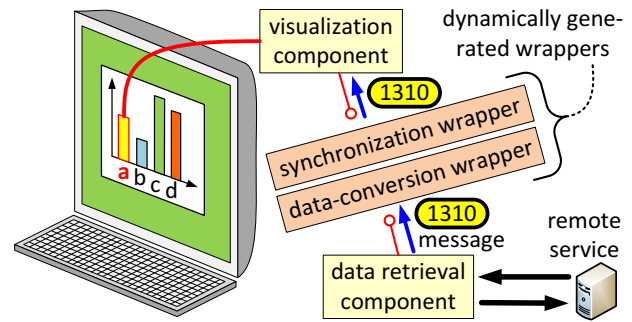 visualization
component
dynamically gene-
rated wrappers
1310
synchronization wrapper
data-conversion wrapper
a b c d
1310
message
remote
service
data retrieval
component